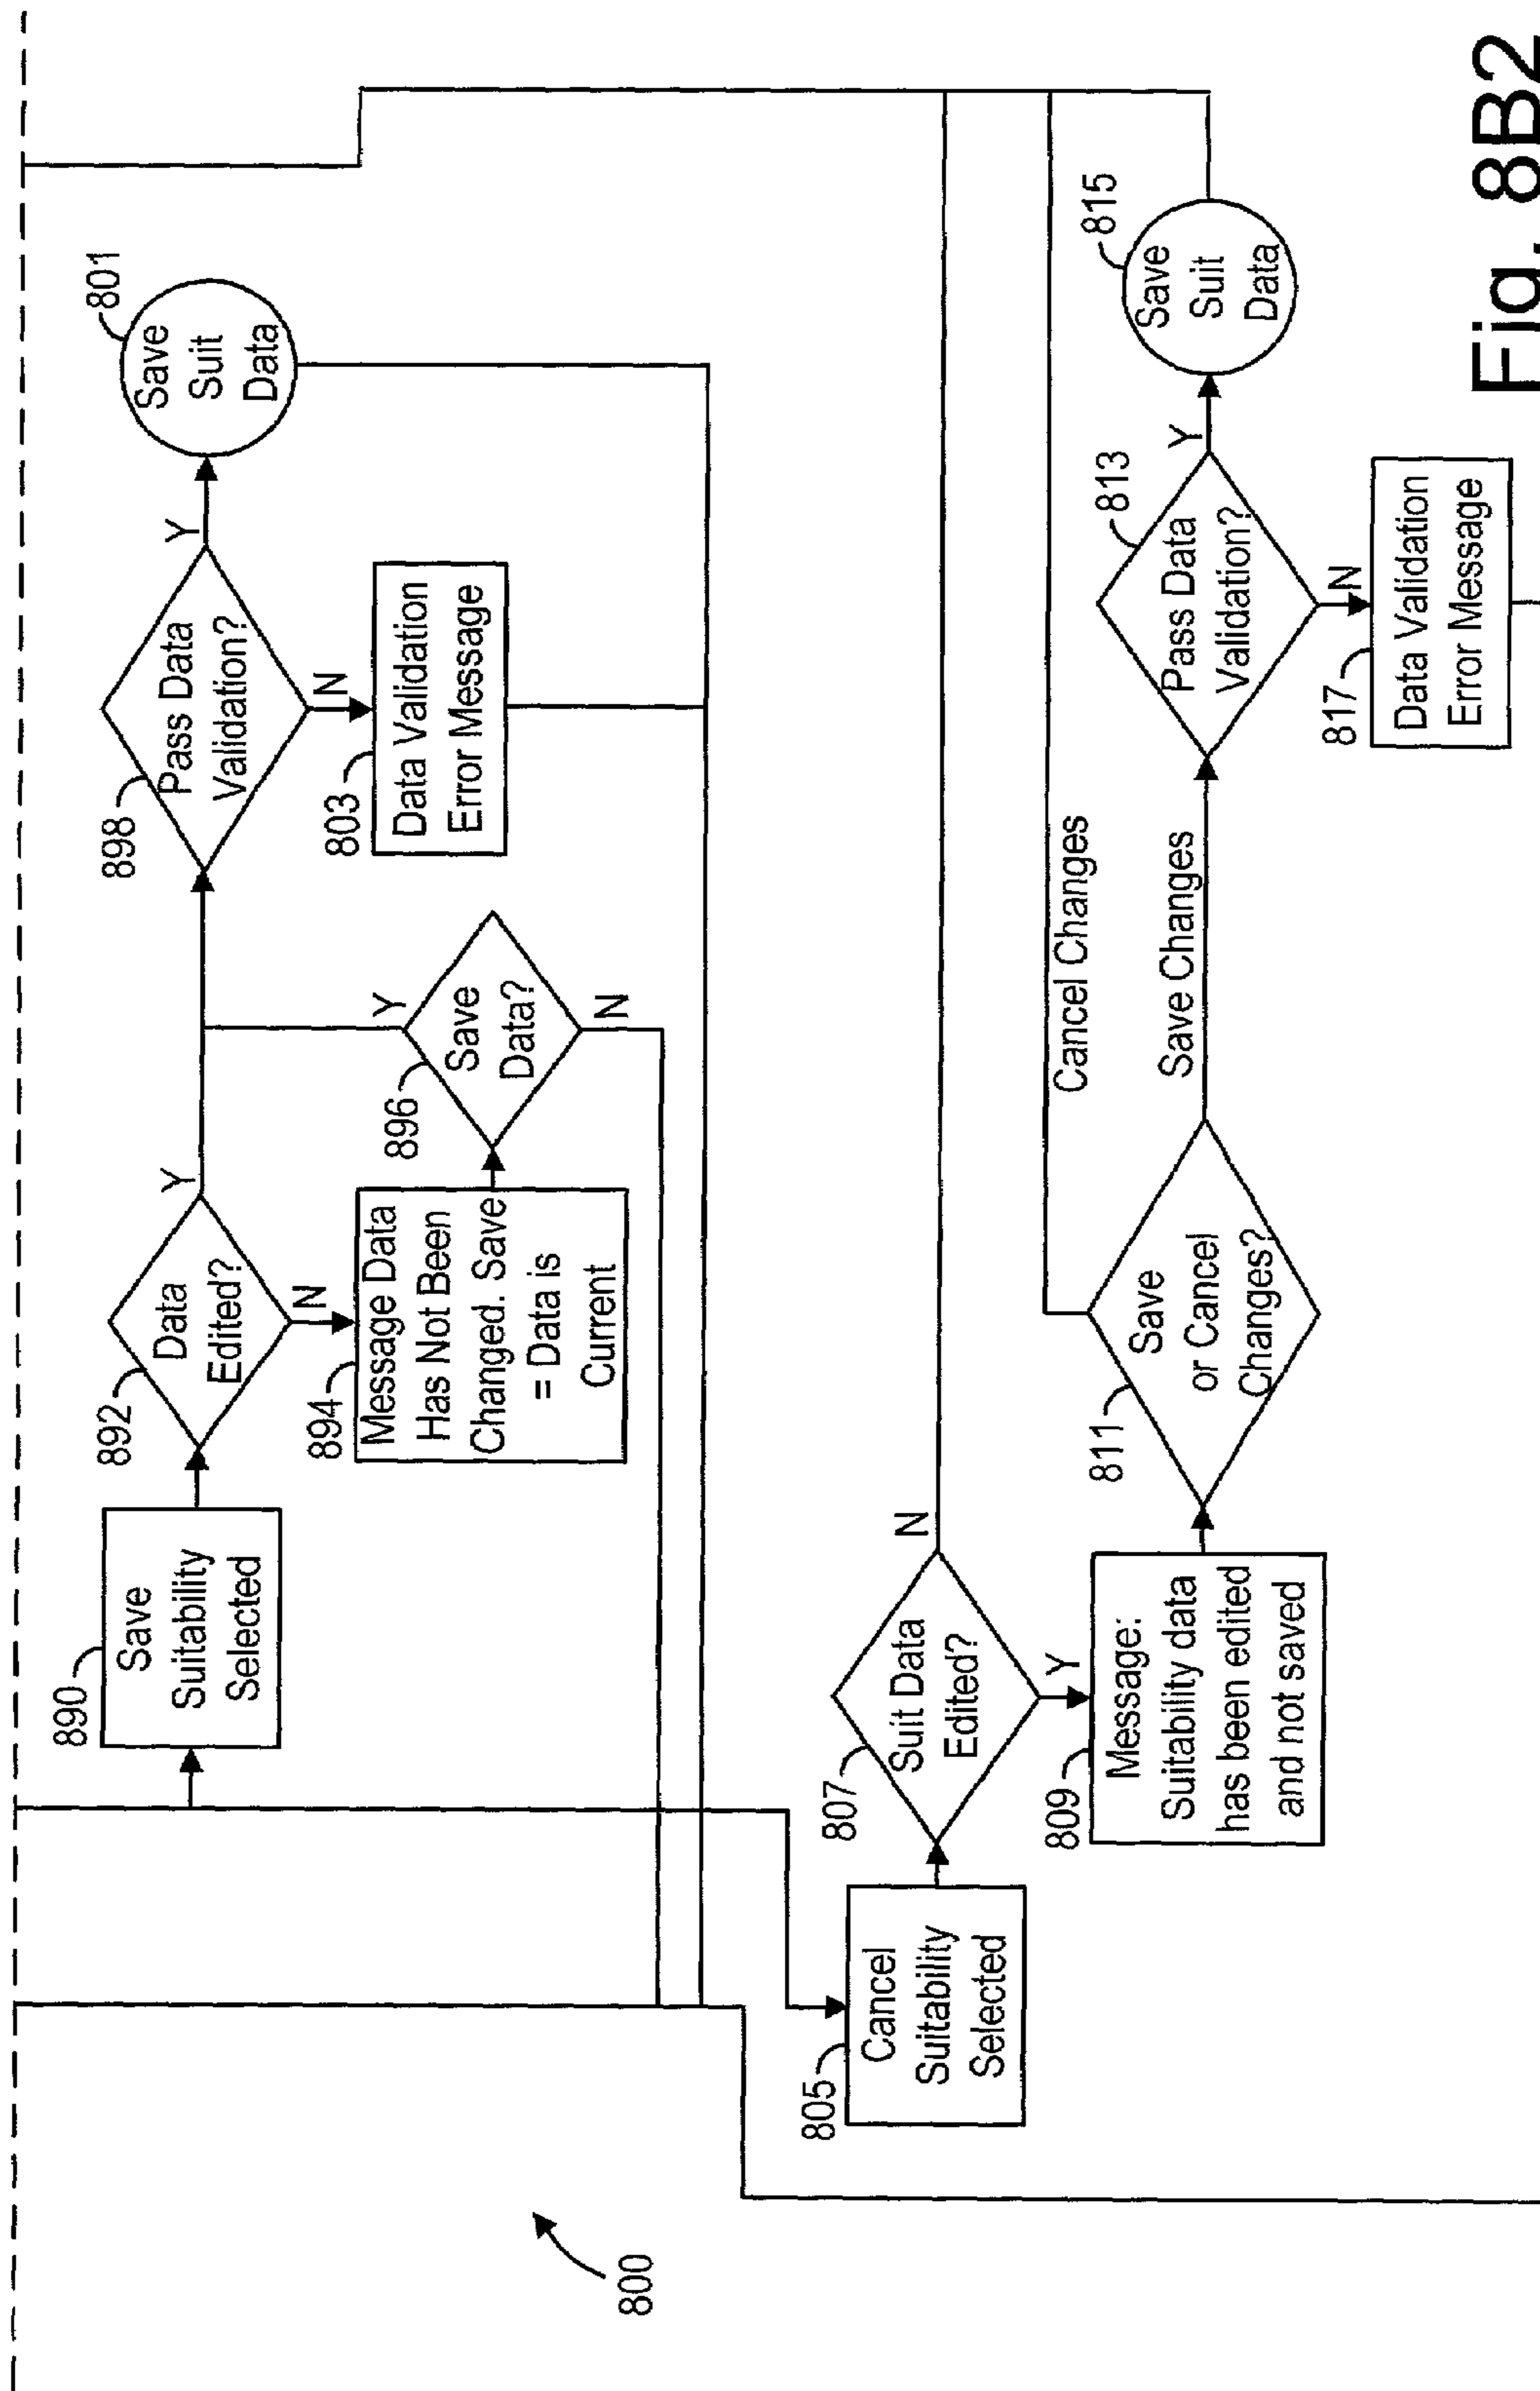 890
Save
Suitability
Selected
892
Data
Edited?
Y
N
894
Message Data
Has Not Been
Changed. Save
= Data is
Current
896
Save
Data?
Y
N
898
Pass Data
Validation?
Y
N
801
Save
Suit
Data
803
Data Validation
Error Message
800
805
Cancel
Suitability
Selected
807
Suit Data
Edited?
N
Y
809
Message:
Suitability data
has been edited
and not saved
811
Save
or Cancel
Changes?
Cancel Changes
Save Changes
813
Pass Data
Validation?
Y
N
815
Save
Suit
Data
817
Data Validation
Error Message
Fig. 8B2